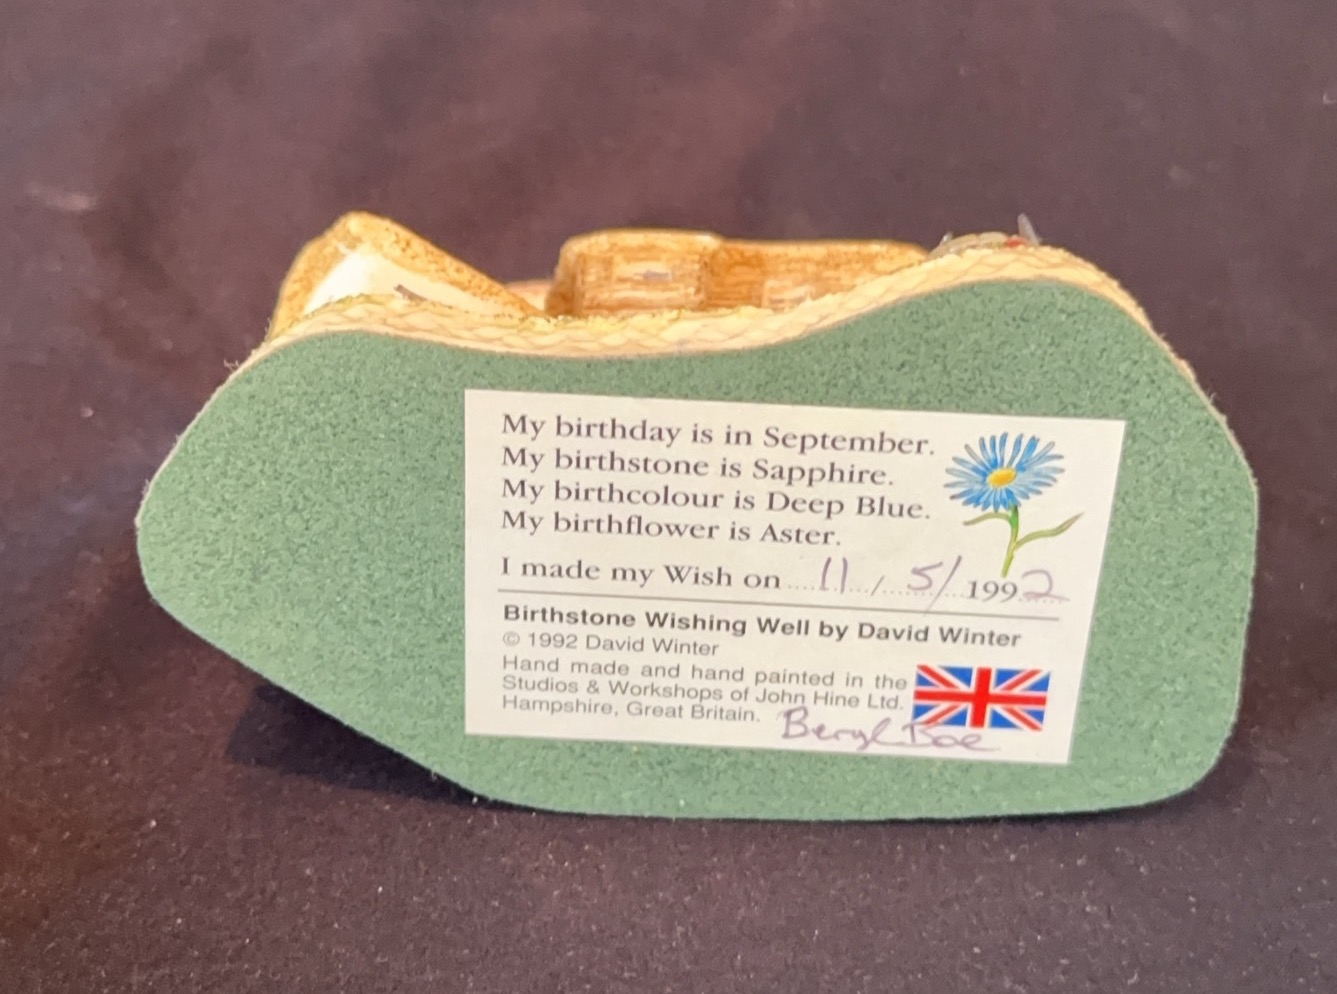 My birthday is in September.
My birthstone is Sapphire.
My birthcolour is Deep Blue.
My birthflower is Aster.
I made my Wish on ....11..../....5/....1992
Birthstone Wishing Well by David Winter
© 1992 David Winter
Hand made and hand painted in the
Studios & Workshops of John Hine Ltd.
Hampshire, Great Britain.
Beryl